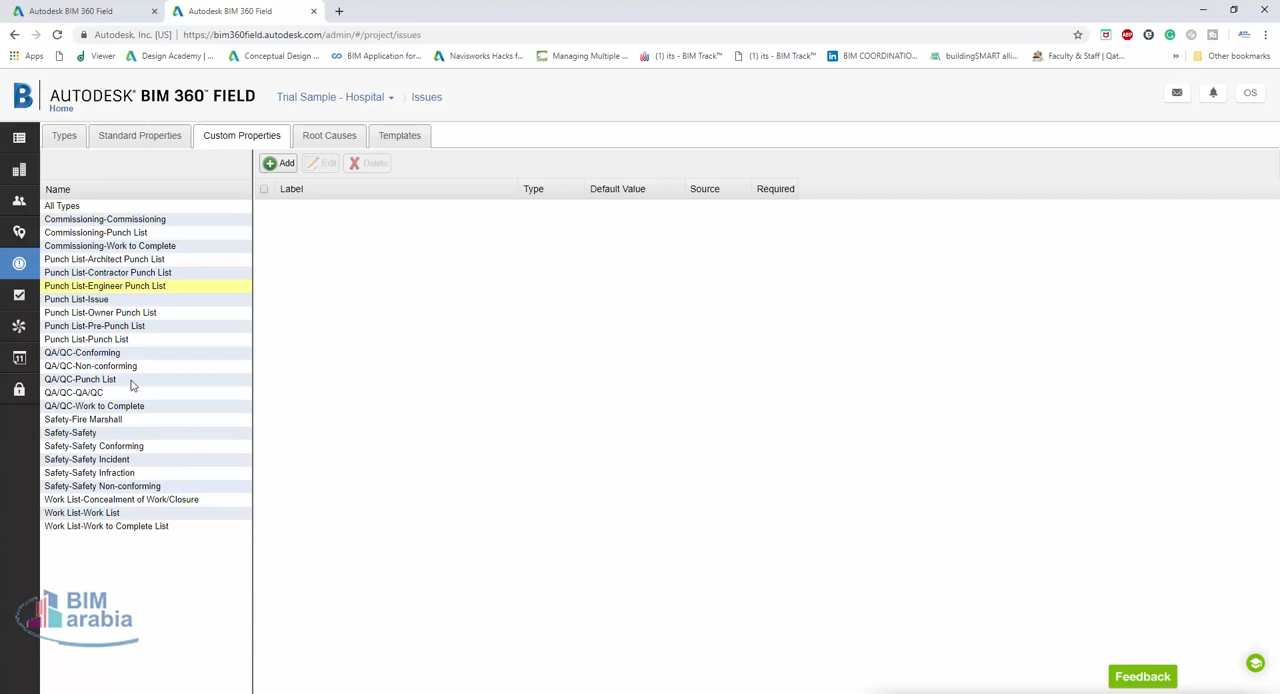 Autodesk BIM 360 Field
Autodesk BIM 360 Field
Autodesk, Inc. [US] https://bim360field.autodesk.com/admin/#/project/issues
Apps Viewer Design Academy | ... Conceptual Design ... BIM Application for... Navisworks Hacks f... Managing Multiple ... (1) its - BIM Track™ (1) its - BIM Track™ BIM COORDINATION... buildingSMART alli... Faculty & Staff | Qat... » Other bookmarks
AUTODESK® BIM 360™ FIELD Trial Sample - Hospital Issues OS
Home
Types Standard Properties Custom Properties Root Causes Templates
Add Edit Delete
Name Label Type Default Value Source Required
All Types
Commissioning-Commissioning
Commissioning-Punch List
Commissioning-Work to Complete
Punch List-Architect Punch List
Punch List-Contractor Punch List
Punch List-Engineer Punch List
Punch List-Issue
Punch List-Owner Punch List
Punch List-Pre-Punch List
Punch List-Punch List
QA/QC-Conforming
QA/QC-Non-conforming
QA/QC-Punch List
QA/QC-QA/QC
QA/QC-Work to Complete
Safety-Fire Marshall
Safety-Safety
Safety-Safety Conforming
Safety-Safety Incident
Safety-Safety Infraction
Safety-Safety Non-conforming
Work List-Concealment of Work/Closure
Work List-Work List
Work List-Work to Complete List
11
BIM
arabia
Feedback